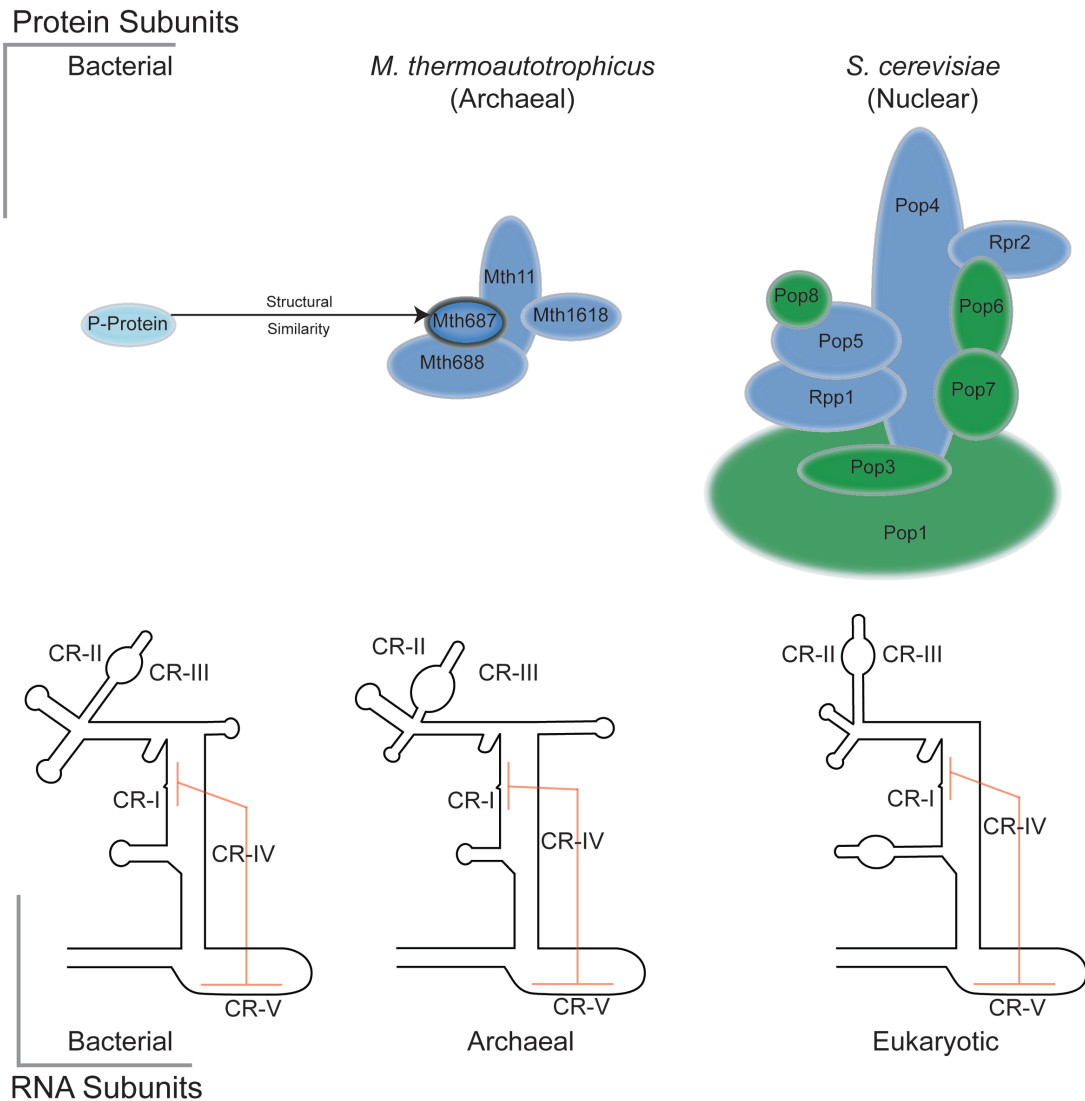 Protein Subunits
Bacterial
M. thermoautotrophicus
(Archaeal)
S. cerevisiae
(Nuclear)
P-Protein
Structural
Similarity
Mth11
Mth687
Mth1618
Mth688
Pop4
Rpr2
Pop8
Pop6
Pop5
Rpp1
Pop7
Pop3
Pop1
CR-II
CR-III
CR-I
CR-IV
CR-V
Bacterial
CR-II
CR-III
CR-I
CR-IV
CR-V
Archaeal
CR-II
CR-III
CR-I
CR-IV
CR-V
Eukaryotic
RNA Subunits